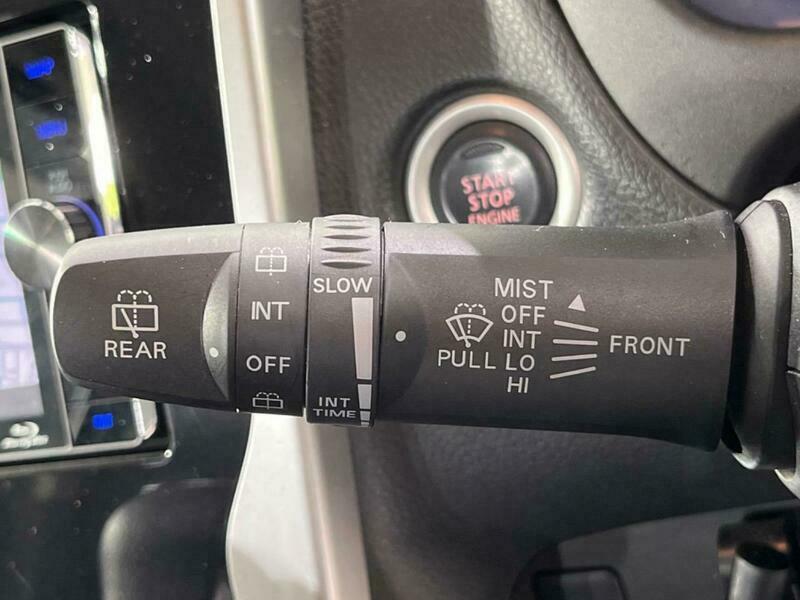 START
STOP
ENGINE
REAR
INT
OFF
SLOW
INT
TIME
MIST
OFF
INT
PULL LO
HI
FRONT